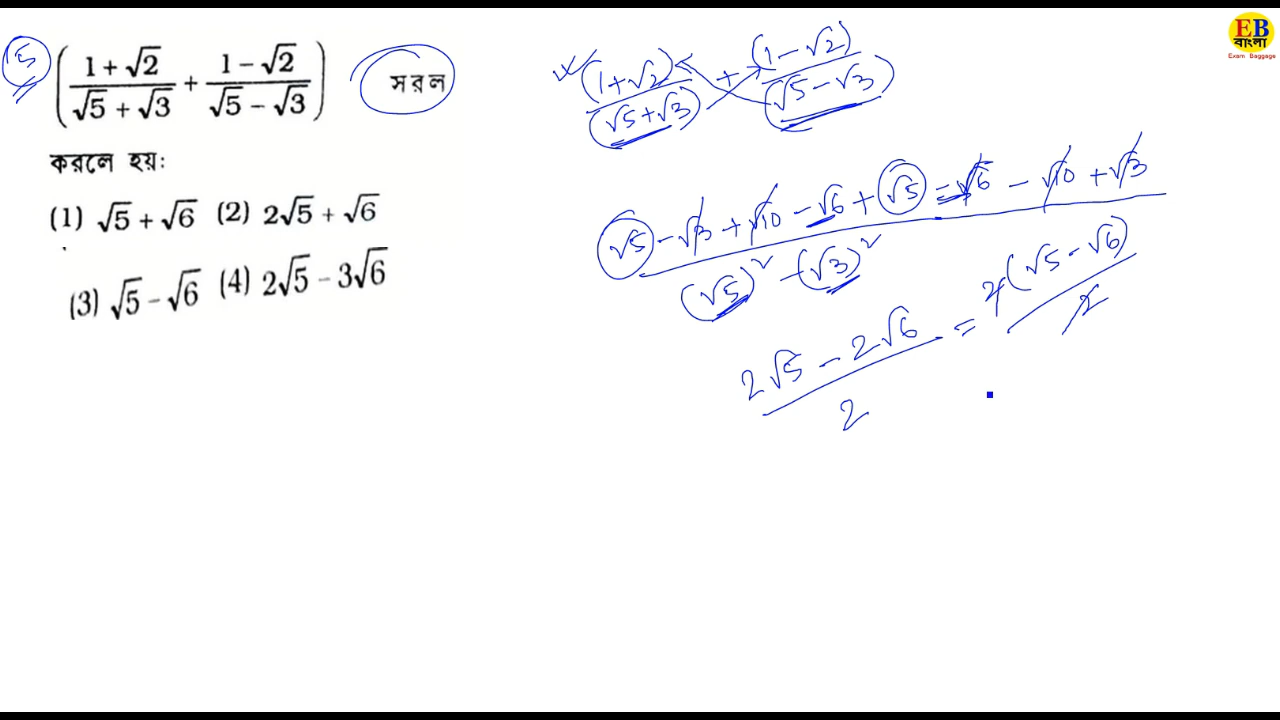 5 (1 + √2 / √5 + √3 + 1 − √2 / √5 − √3) সরল
করলে হয়ঃ
(1) √5 + √6 (2) 2√5 + √6
(3) √5 − √6 (4) 2√5 − 3√6
(1+√2) / (√5+√3) + (1−√2) / (√5−√3)
√5 − √3 + √10 − √6 + √5 − √6 − √10 + √3
(√5)² − (√3)²
2√5 − 2√6 / 2 = 2(√5 − √6) / 2
EB
বাংলা
Exam Baggage